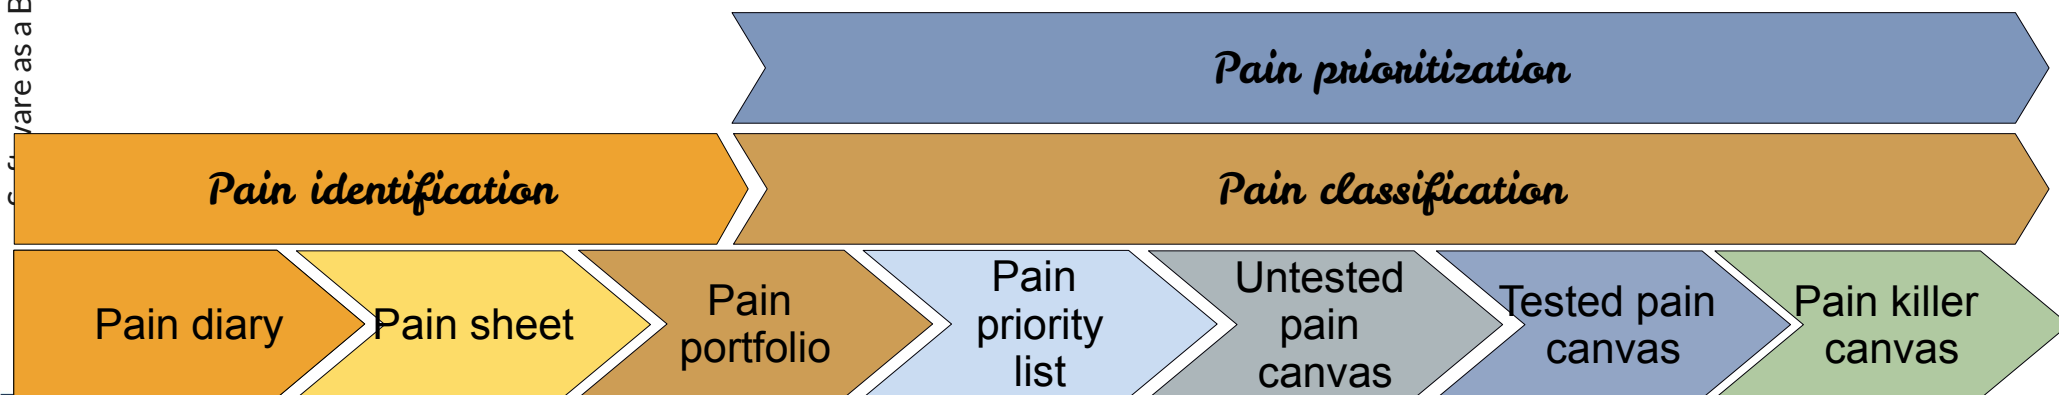 Pain prioritization
Pain identification
Pain classification
Pain diary
Pain sheet
Pain
portfolio
Pain
priority
list
Untested
pain
canvas
Tested pain
canvas
Pain killer
canvas
as a